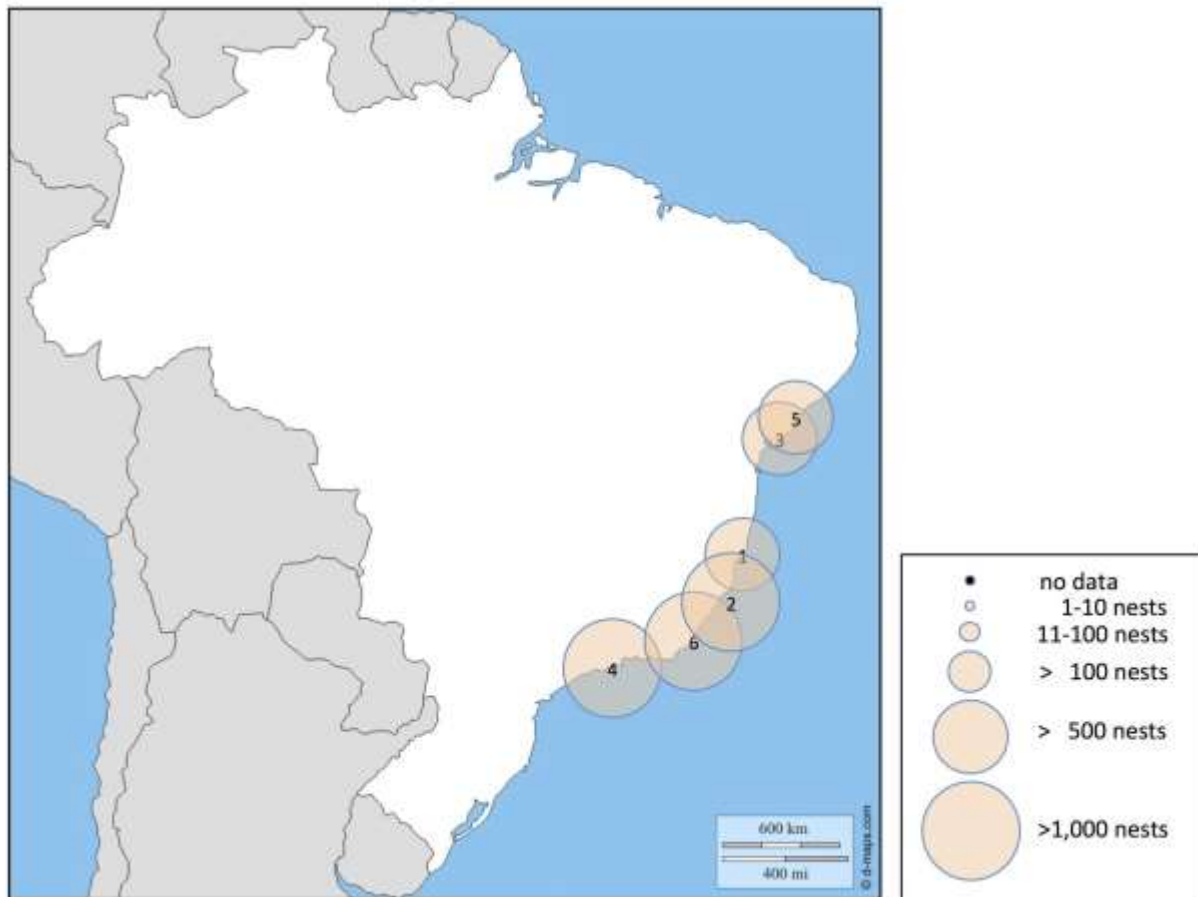 5
3
1
2
6
4
600 km
400 mi
© d-maps.com
no data
1-10 nests
11-100 nests
> 100 nests
> 500 nests
>1,000 nests